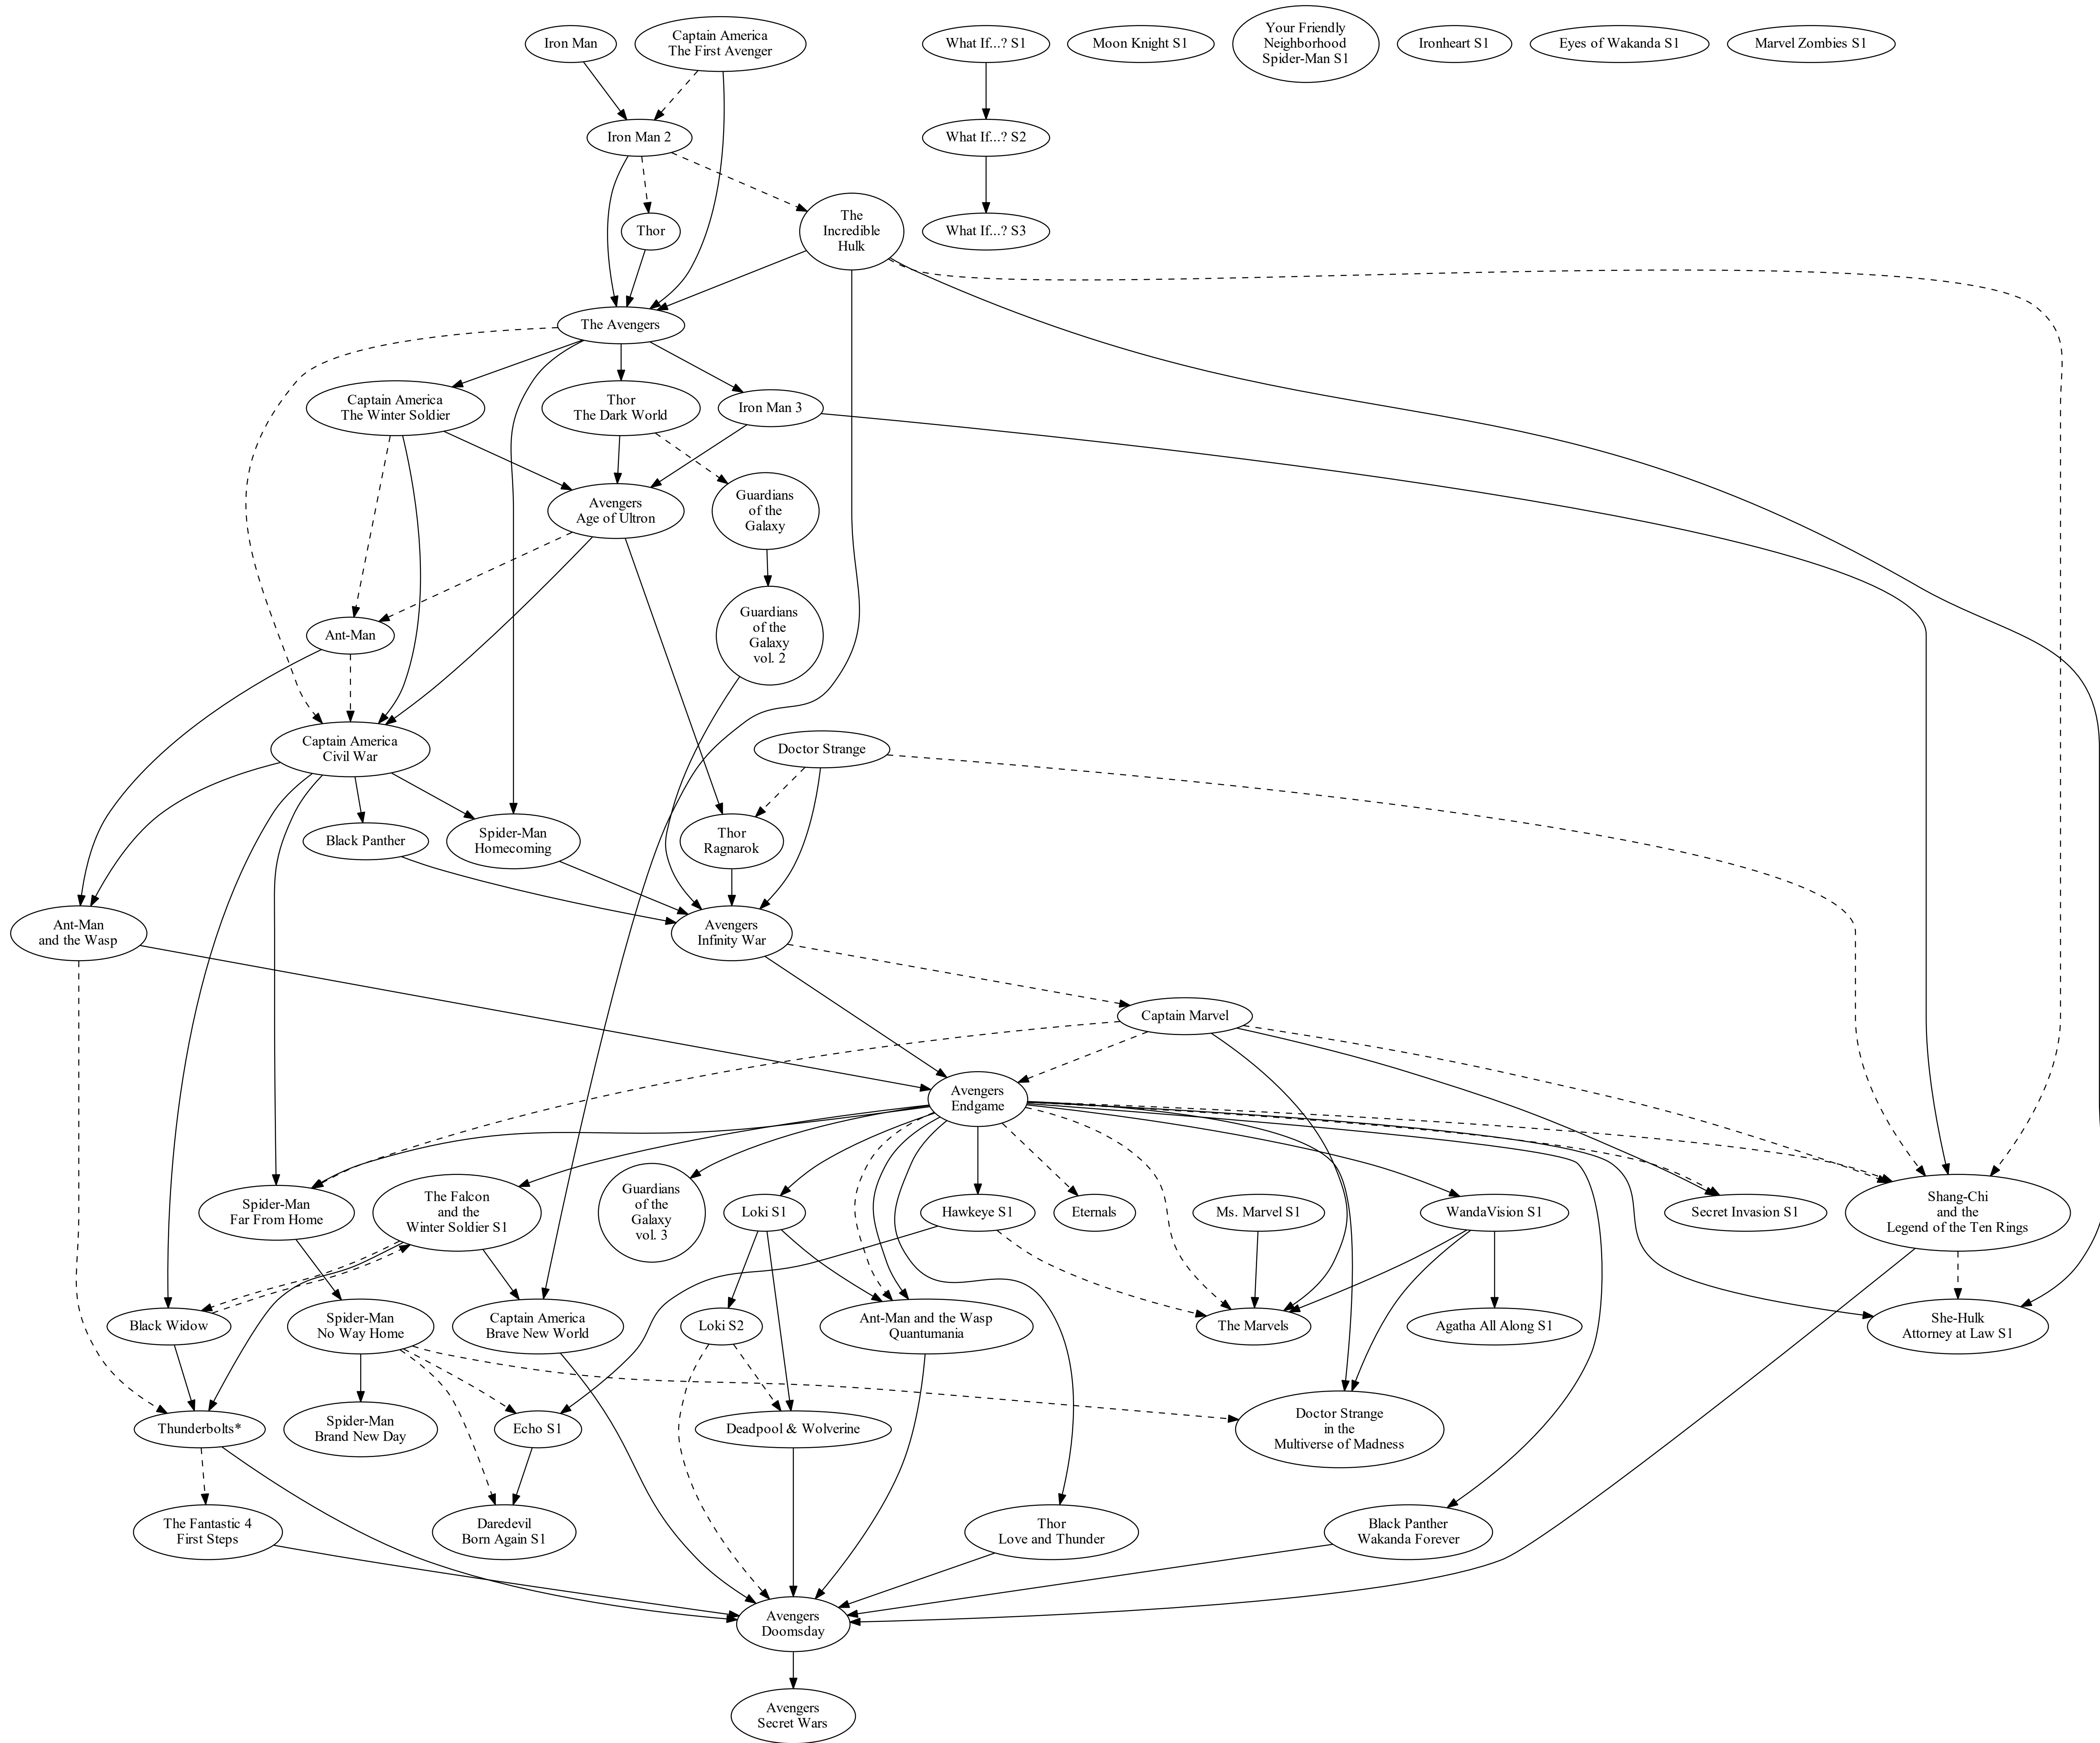 Iron Man
Captain America
The First Avenger
What If...? S1
Moon Knight S1
Your Friendly
Neighborhood
Spider-Man S1
Ironheart S1
Eyes of Wakanda S1
Marvel Zombies S1
Iron Man 2
What If...? S2
Thor
The
Incredible
Hulk
What If...? S3
The Avengers
Captain America
The Winter Soldier
Thor
The Dark World
Iron Man 3
Avengers
Age of Ultron
Guardians
of the
Galaxy
Ant-Man
Guardians
of the
Galaxy
vol. 2
Captain America
Civil War
Doctor Strange
Black Panther
Spider-Man
Homecoming
Thor
Ragnarok
Ant-Man
and the Wasp
Avengers
Infinity War
Captain Marvel
Avengers
Endgame
Spider-Man
Far From Home
The Falcon
and the
Winter Soldier S1
Guardians
of the
Galaxy
vol. 3
Loki S1
Hawkeye S1
Eternals
Ms. Marvel S1
WandaVision S1
Secret Invasion S1
Shang-Chi
and the
Legend of the Ten Rings
Black Widow
Spider-Man
No Way Home
Captain America
Brave New World
Loki S2
Ant-Man and the Wasp
Quantumania
The Marvels
Agatha All Along S1
She-Hulk
Attorney at Law S1
Thunderbolts*
Spider-Man
Brand New Day
Echo S1
Deadpool & Wolverine
Doctor Strange
in the
Multiverse of Madness
The Fantastic 4
First Steps
Daredevil
Born Again S1
Thor
Love and Thunder
Black Panther
Wakanda Forever
Avengers
Doomsday
Avengers
Secret Wars